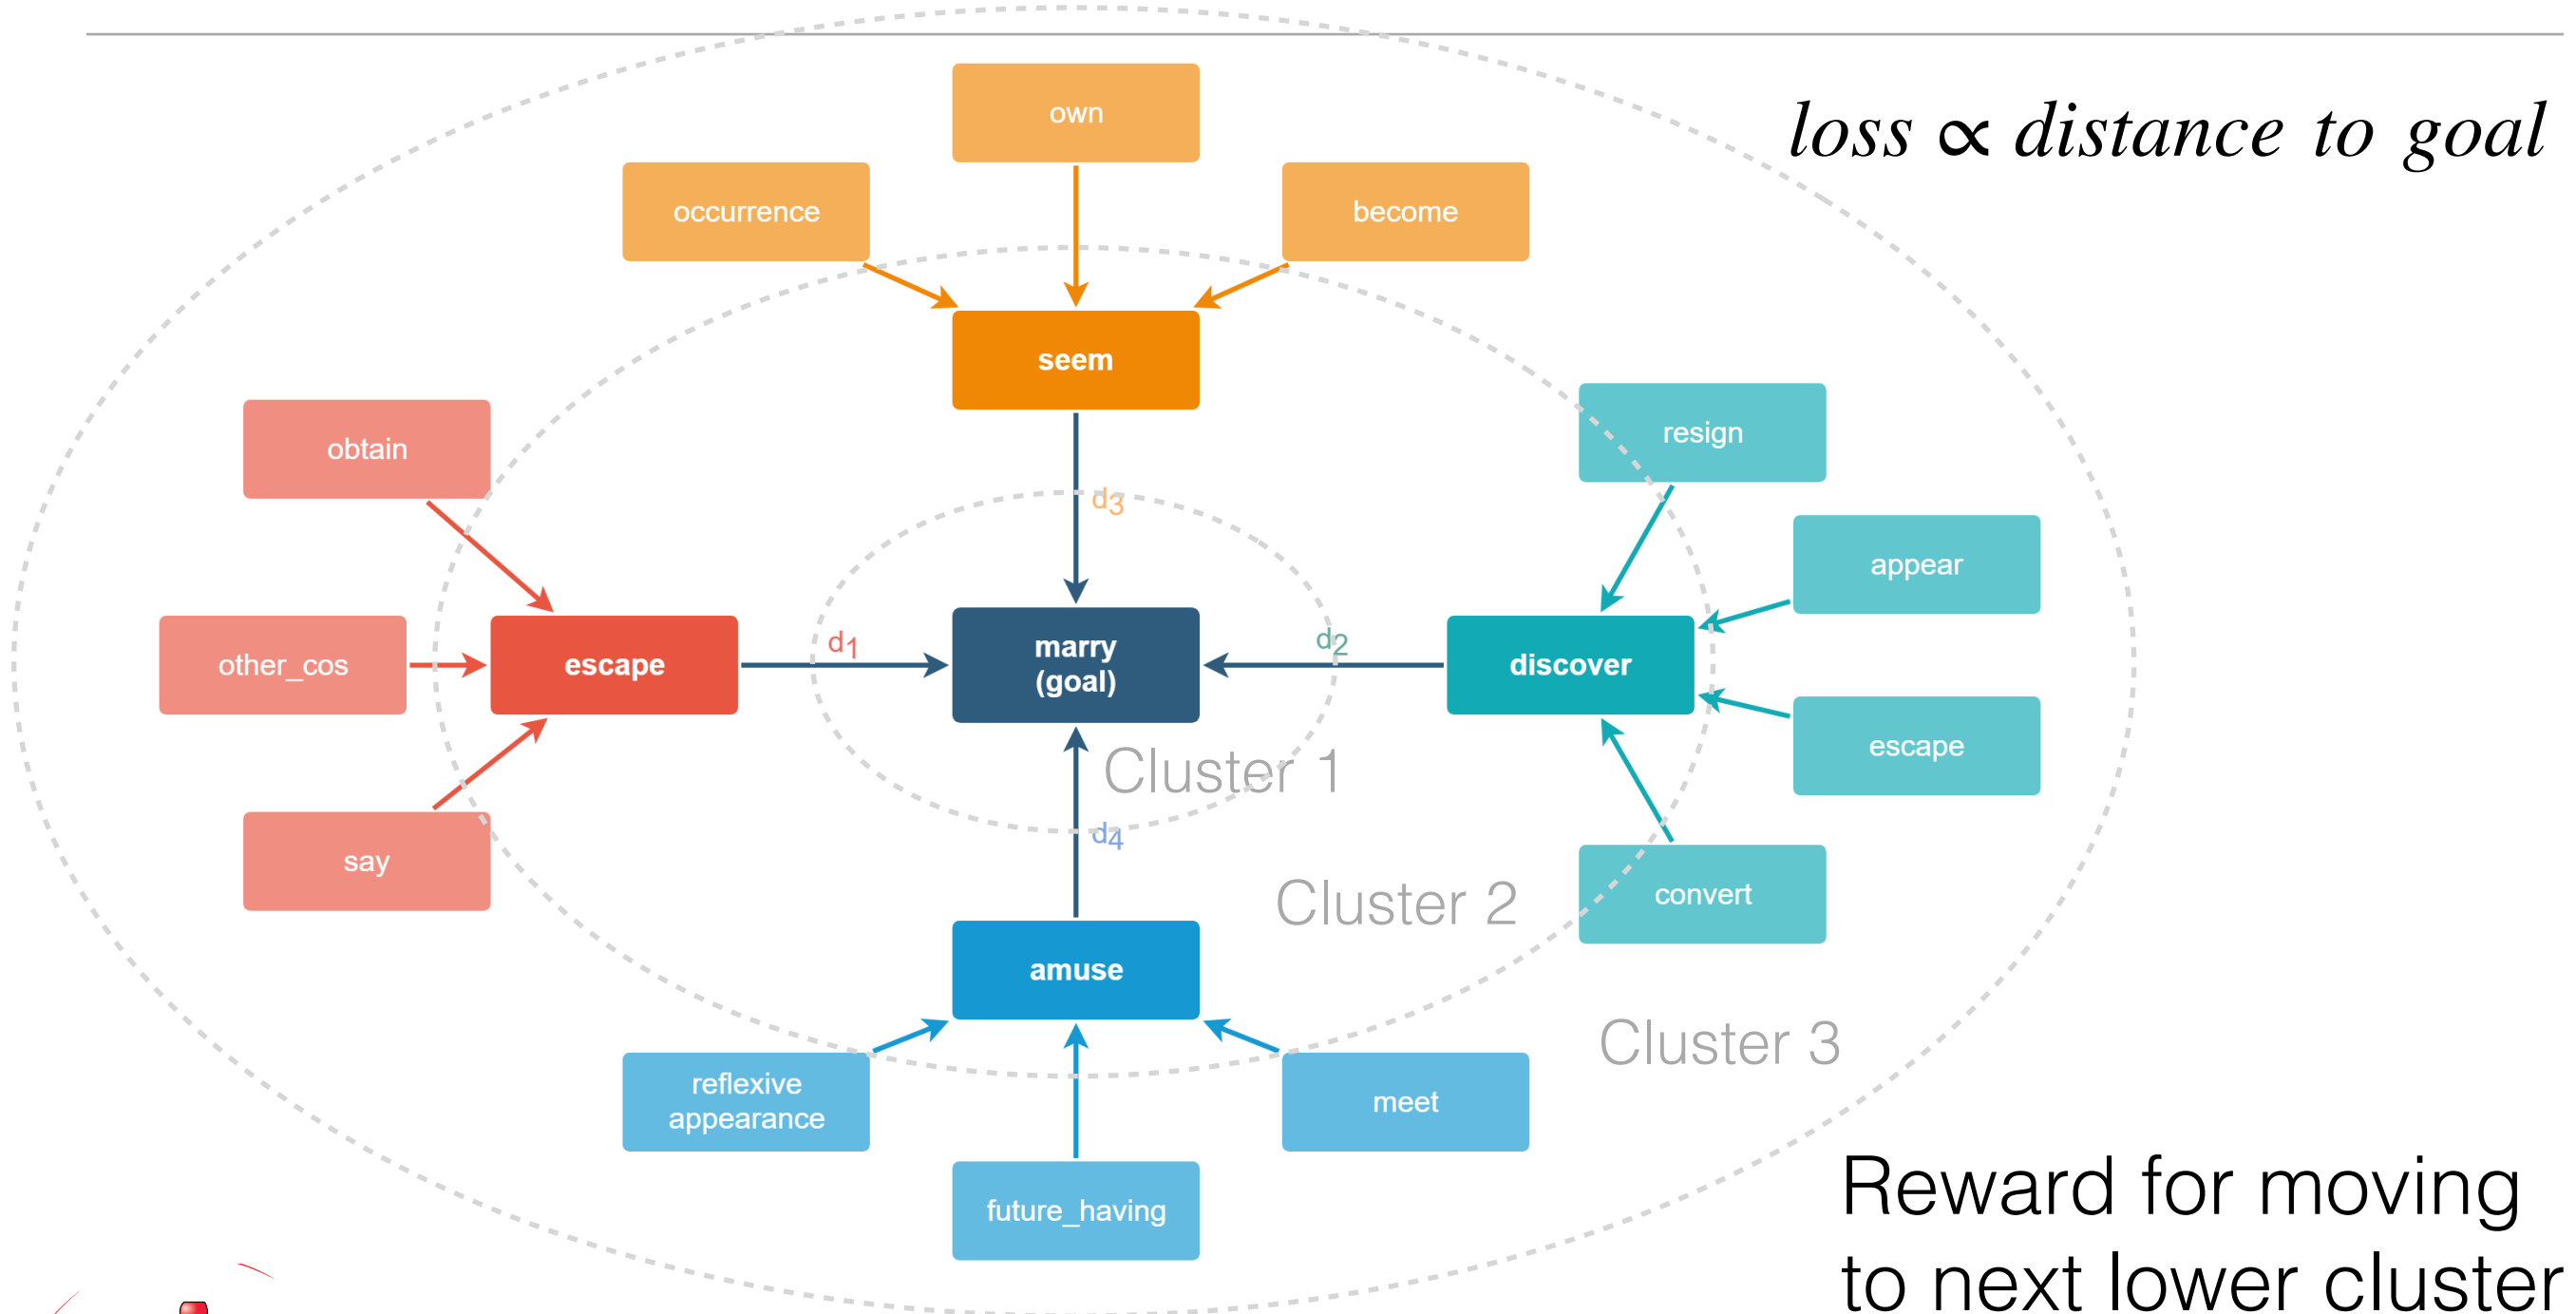 own
loss ∝ distance to goal
occurrence
become
seem
obtain
resign
d3
appear
other_cos
escape
d1
marry
(goal)
d2
discover
escape
Cluster 1
d4
say
Cluster 2
convert
amuse
Cluster 3
reflexive
appearance
meet
future_having
Reward for moving
to next lower cluster